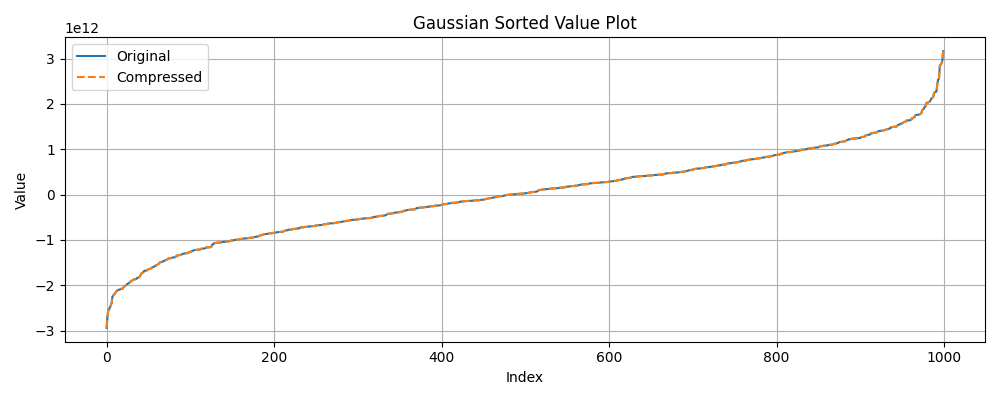 Gaussian Sorted Value Plot
1e12
Original
Compressed
3
2
1
0
−1
−2
−3
Value
0
200
400
600
800
1000
Index